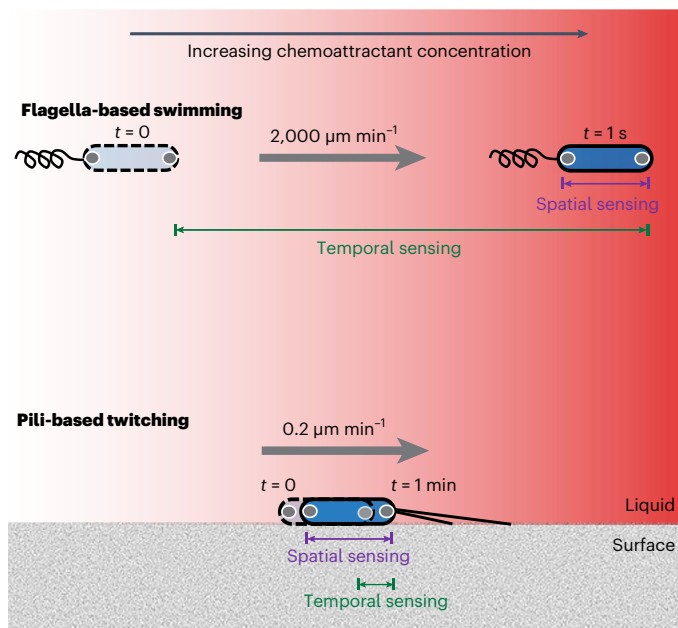 Increasing chemoattractant concentration
Flagella-based swimming
t = 0
2,000 µm min⁻¹
t = 1 s
Spatial sensing
Temporal sensing
Pili-based twitching
0.2 µm min⁻¹
t = 0
t = 1 min
Liquid
Surface
Spatial sensing
Temporal sensing